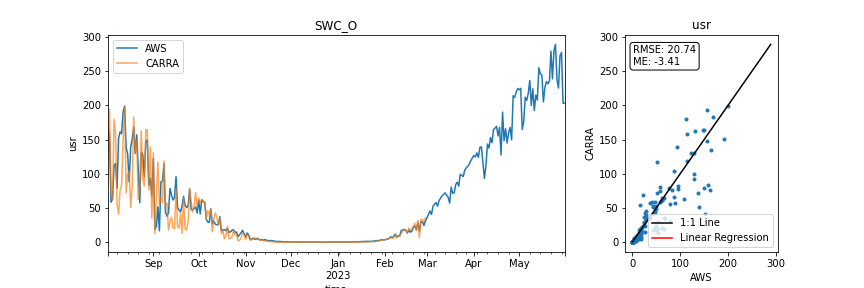 SWC_O
usr
300
250
200
150
100
50
0
AWS
CARRA
Sep
Oct
Nov
Dec
Jan
2023
Feb
Mar
Apr
May
time
usr
CARRA
300
250
200
150
100
50
0
RMSE: 20.74
ME: -3.41
1:1 Line
Linear Regression
0
100
200
300
AWS